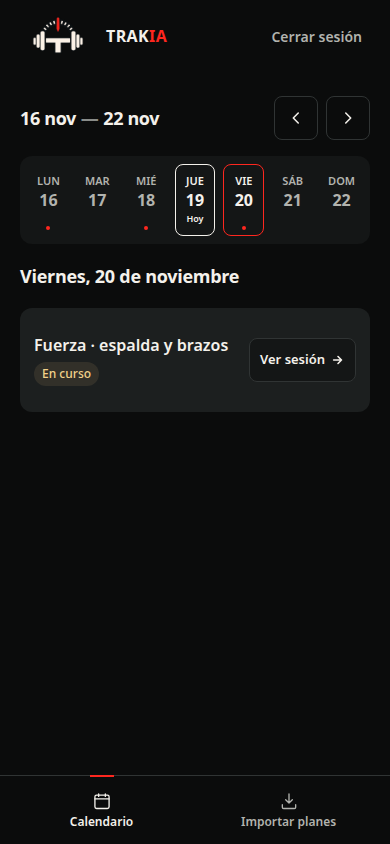 TRAKIA
Cerrar sesión
16 nov — 22 nov
LUN MAR MIÉ JUE VIE SÁB DOM
16 17 18 19 20 21 22
Hoy
Viernes, 20 de noviembre
Fuerza · espalda y brazos
En curso
Ver sesión →
Calendario
Importar planes